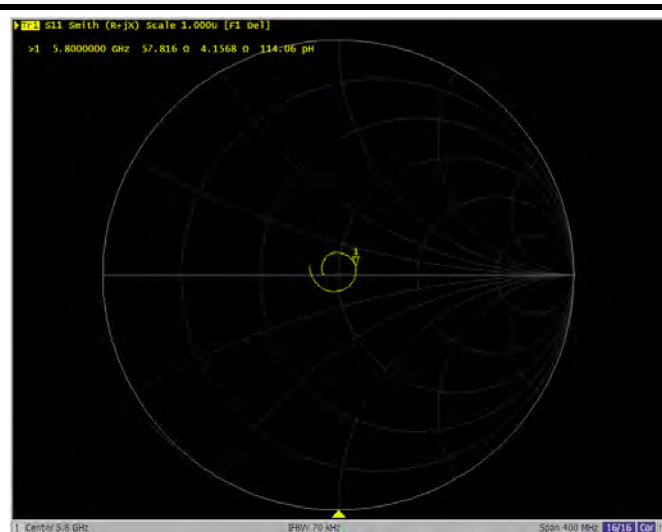 Tr1 S11 Smith (R+jX) Scale 1.000U [F1 Del]
>1 5.8000000 GHz 57.816 Ω 4.1568 Ω 114.06 pH
1
1 Center 5.8 GHz IFBW 70 kHz Span 400 MHz 16/16 Cor